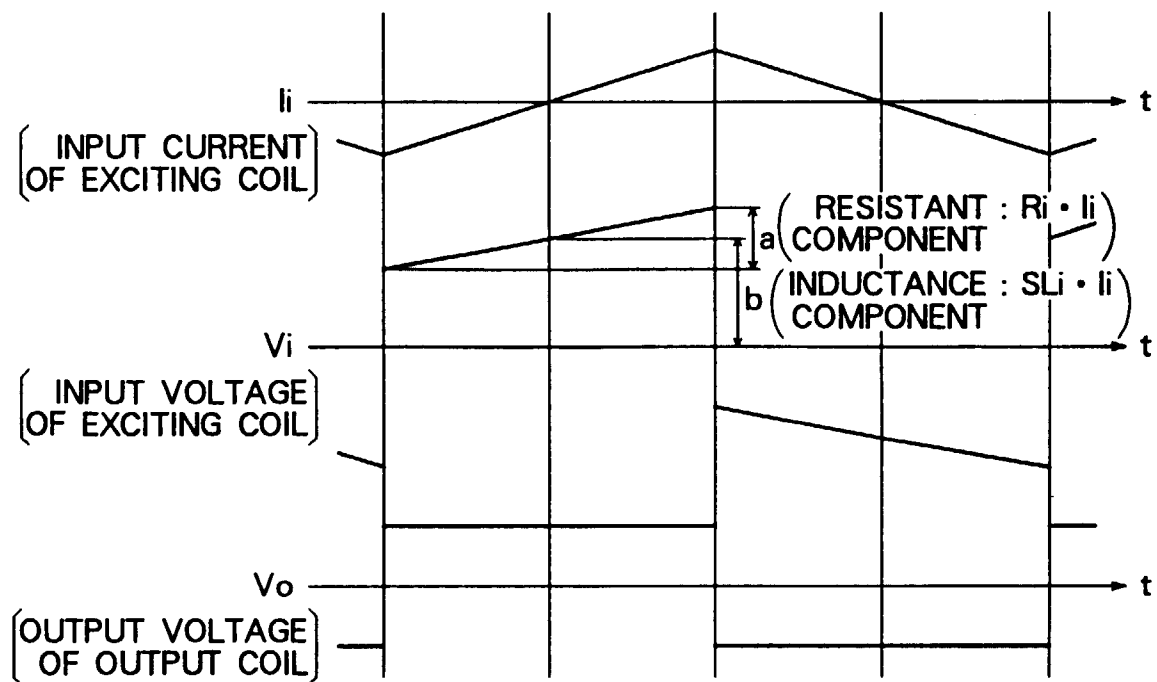 Ii
t
INPUT CURRENT
OF EXCITING COIL
a
RESISTANT : Ri · Ii
COMPONENT
b
INDUCTANCE : SLi · Ii
COMPONENT
Vi
t
INPUT VOLTAGE
OF EXCITING COIL
Vo
t
OUTPUT VOLTAGE
OF OUTPUT COIL